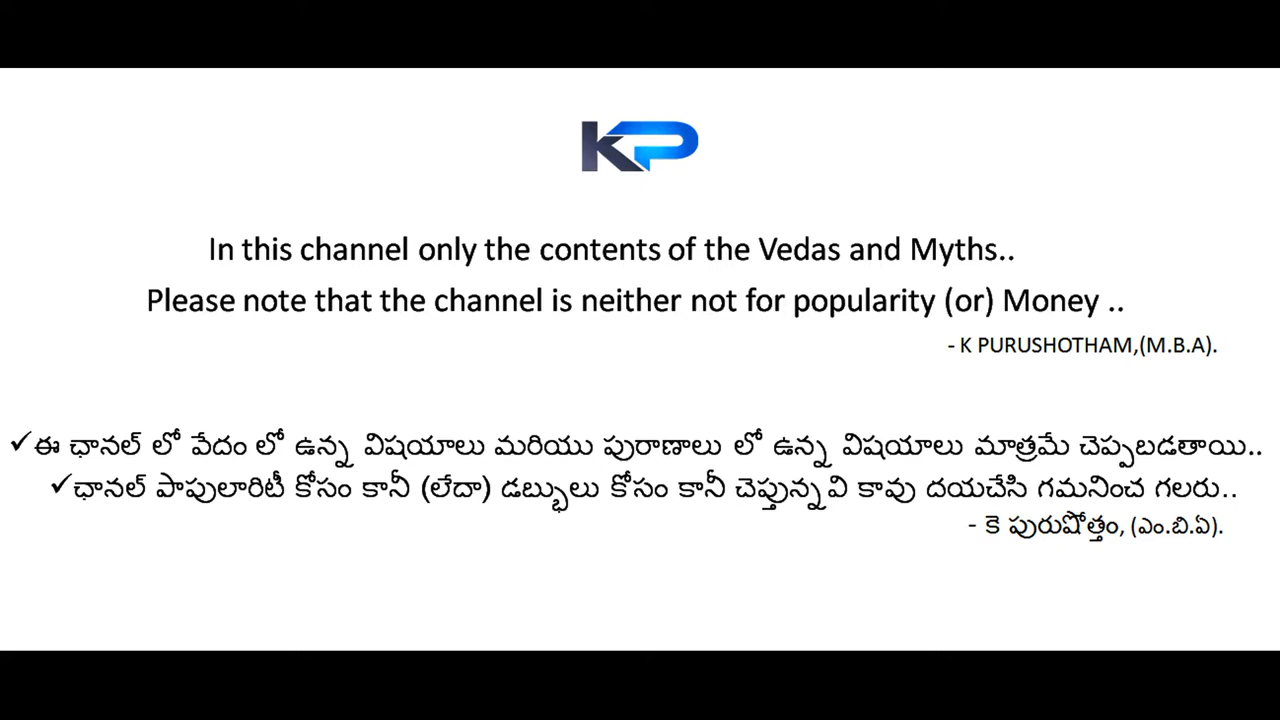 KP
In this channel only the contents of the Vedas and Myths..
Please note that the channel is neither not for popularity (or) Money ..
- K PURUSHOTHAM,(M.B.A).
✓ఈ ఛానల్ లో వేదం లో ఉన్న విషయాలు మరియు పురాణాలు లో ఉన్న విషయాలు మాత్రమే చెప్పబడతాయి..
✓ఛానల్ పాపులారిటీ కోసం కానీ (లేదా) డబ్భులు కోసం కానీ చెప్తున్నవి కావు దయచేసి గమనించ గలరు..
- కె పురుషోత్తం, (ఎం.బి.ఏ).